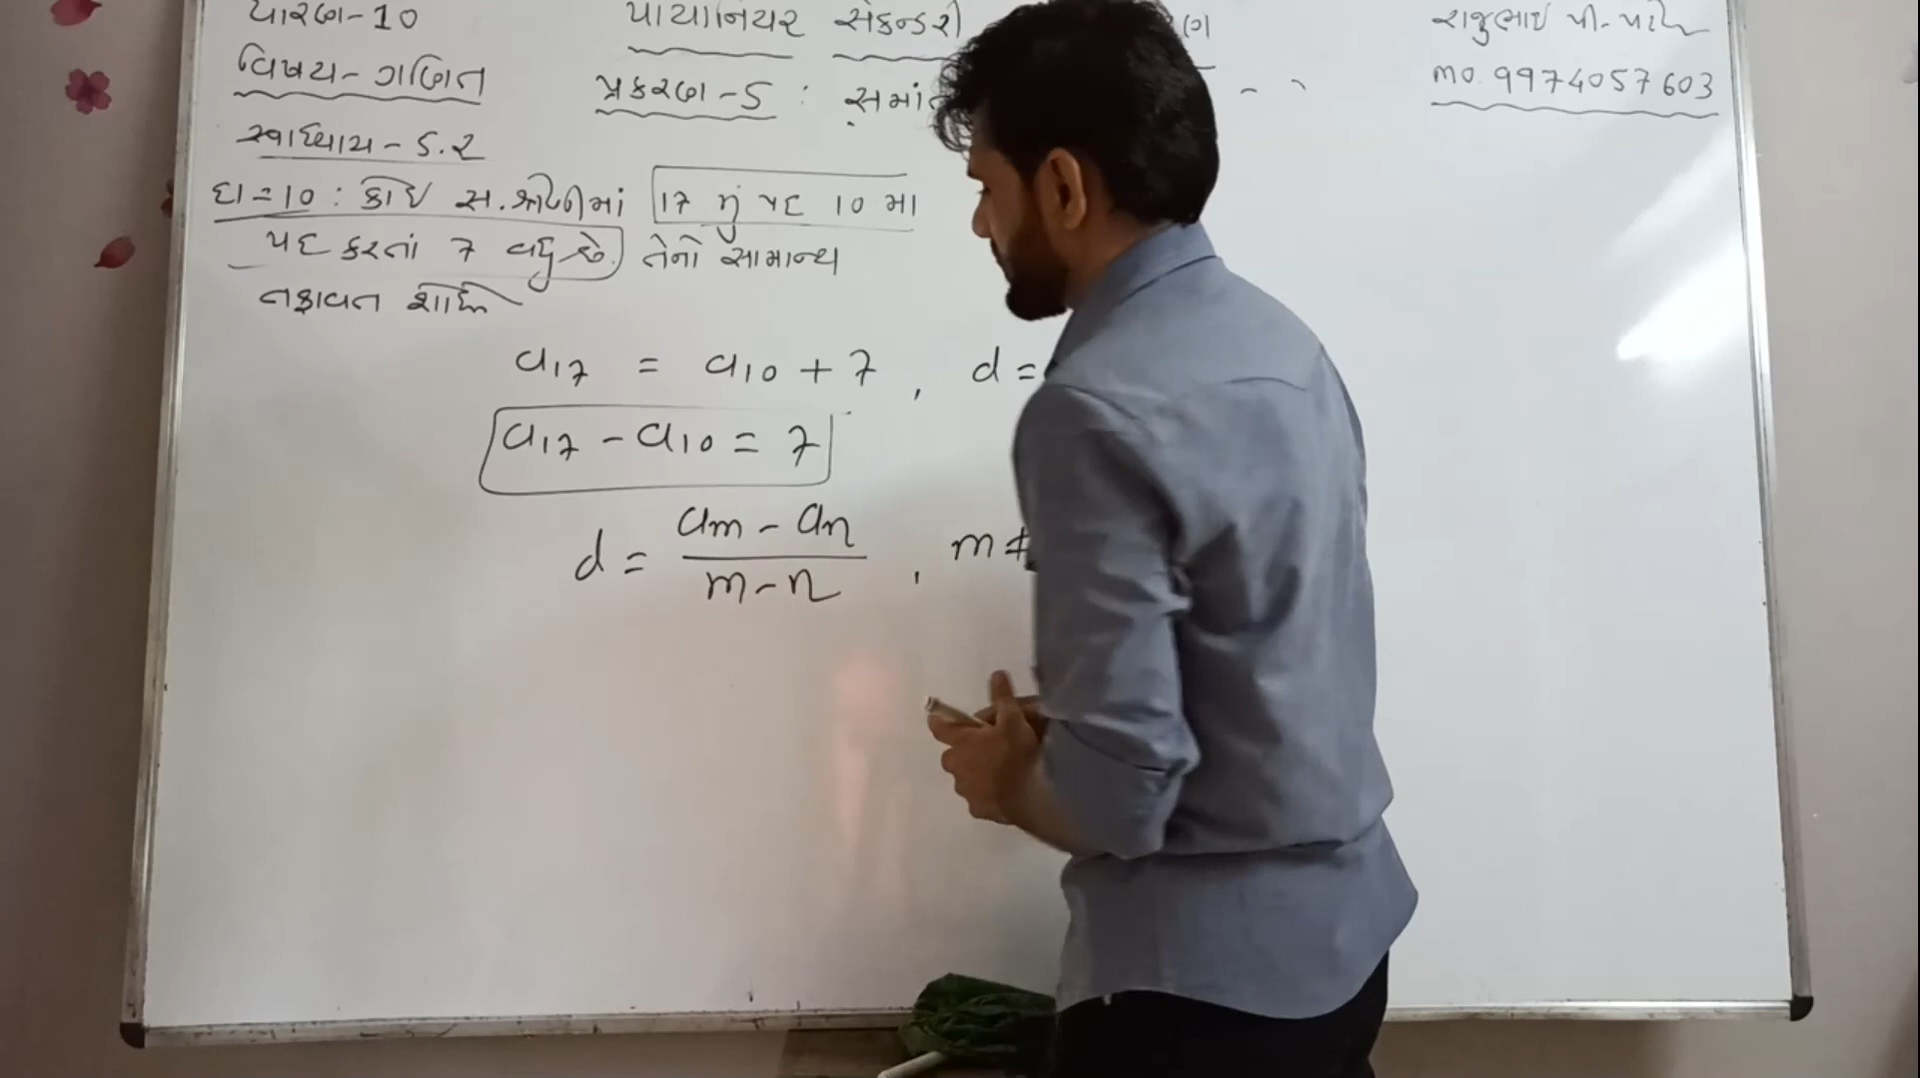 ધોરણ-10 પાયોનિયર સેકન્ડરી રાજુભાઈ પી. પટેલ
વિષય- ગણિત પ્રકરણ-5 : સમાં mo. 9974057603
સ્વાધ્યાય - 5.2
દા=10 : કોઈ સ. શ્રેણીમાં 17 મું પદ 10 મા
પદ કરતાં 7 વધુ છે. તેનો સામાન્ય
તફાવત શોધો
a17 = a10 + 7 , d =
a17 - a10 = 7
d = am - an / m - n , m ≠